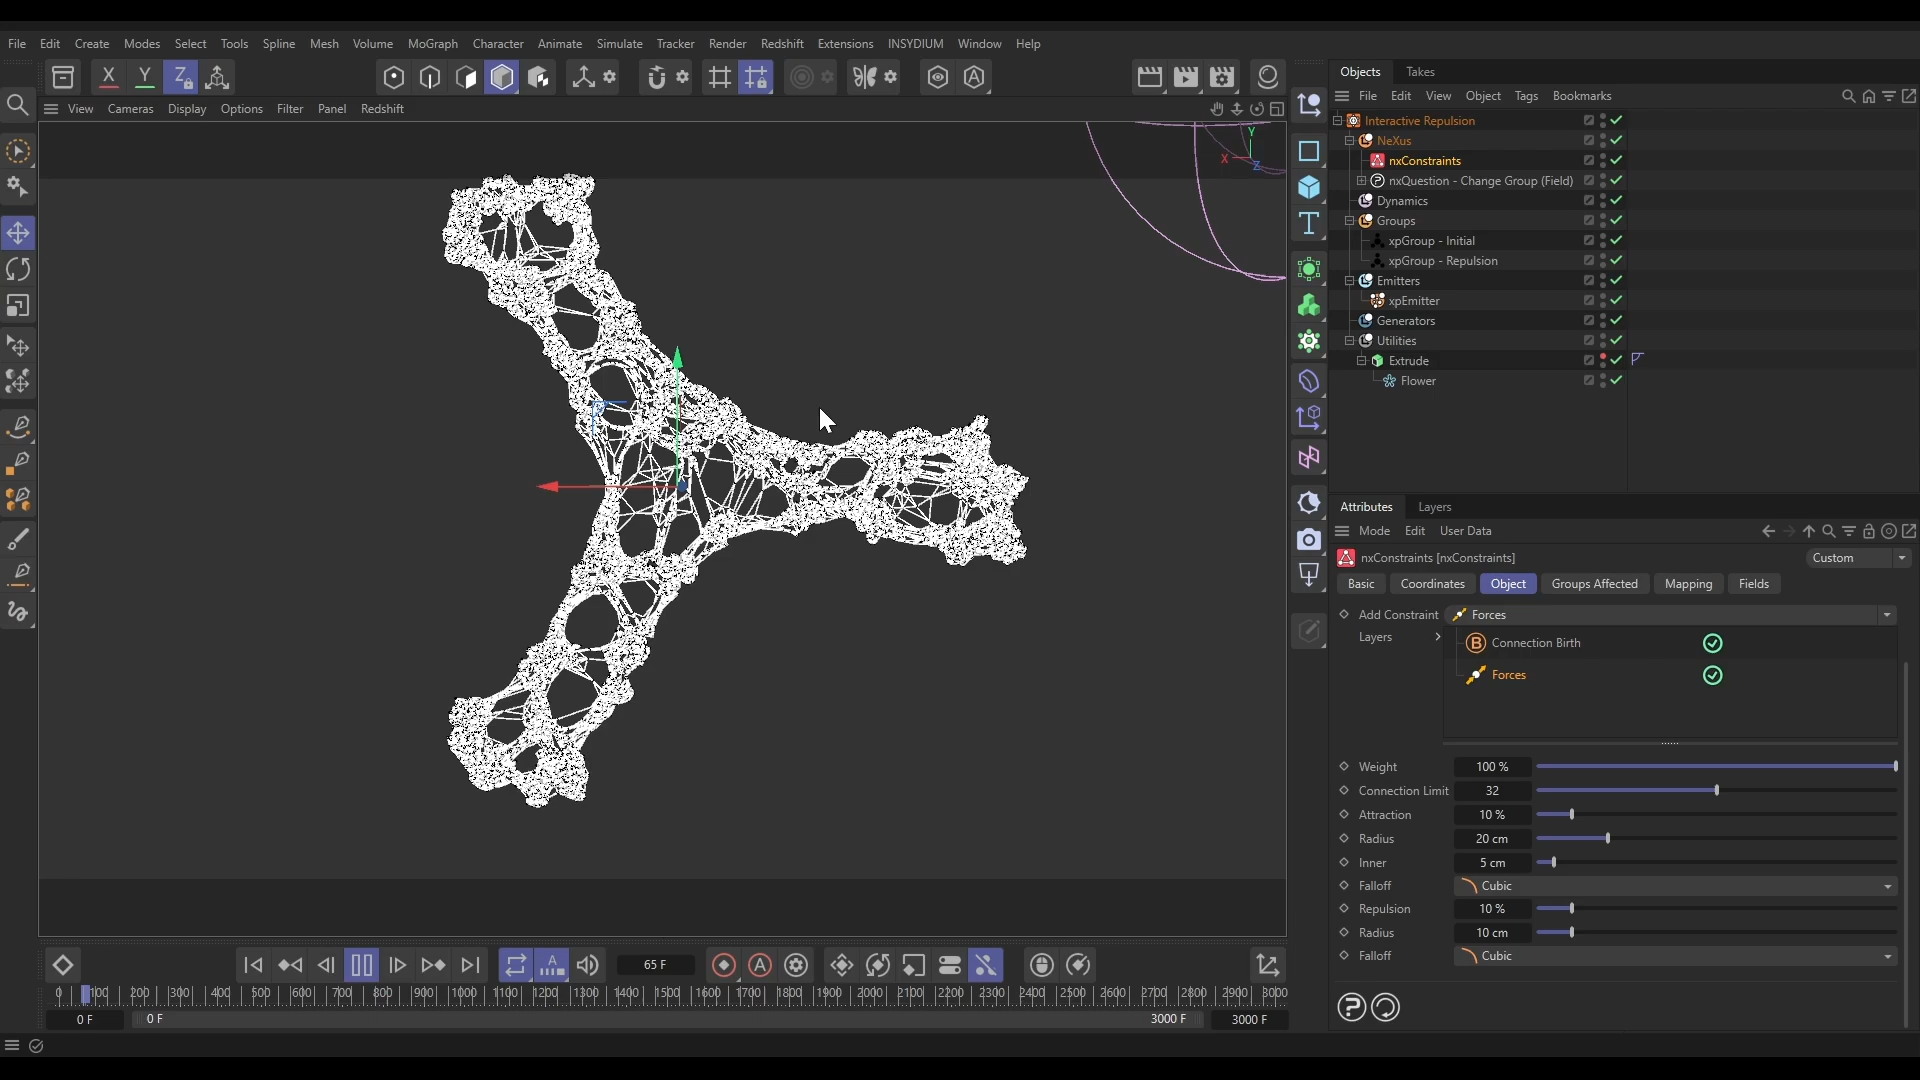 File Edit Create Modes Select Tools Spline Mesh Volume MoGraph Character Animate Simulate Tracker Render Redshift Extensions INSYDIUM Window Help
X Y Z
View Cameras Display Options Filter Panel Redshift
Y
X
Z
Objects Takes
File Edit View Object Tags Bookmarks
Interactive Repulsion
NeXus
nxConstraints
nxQuestion - Change Group (Field)
Dynamics
Groups
xpGroup - Initial
xpGroup - Repulsion
Emitters
xpEmitter
Generators
Utilities
Extrude
Flower
Attributes Layers
Mode Edit User Data
nxConstraints [nxConstraints] Custom
Basic Coordinates Object Groups Affected Mapping Fields
Add Constraint Forces
Layers
B Connection Birth
Forces
Weight 100 %
Connection Limit 32
Attraction 10 %
Radius 20 cm
Inner 5 cm
Falloff Cubic
Repulsion 10 %
Radius 10 cm
Falloff Cubic
65 F
0 100 200 300 400 500 600 700 800 900 1000 1100 1200 1300 1400 1500 1600 1700 1800 1900 2000 2100 2200 2300 2400 2500 2600 2700 2800 2900 3000
0 F 0 F 3000 F 3000 F